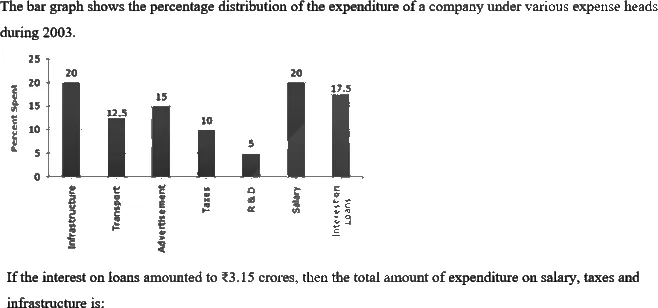 The bar graph shows the percentage distribution of the expenditure of a company under various expense heads
during 2003.
25
20
15
10
5
0
Percent Spent
20
12.5
15
10
5
20
17.5
Infrastructure
Transport
Advertisement
Taxes
R & D
Salary
Interest on
Loans
If the interest on loans amounted to ₹3.15 crores, then the total amount of expenditure on salary, taxes and
infrastructure is: